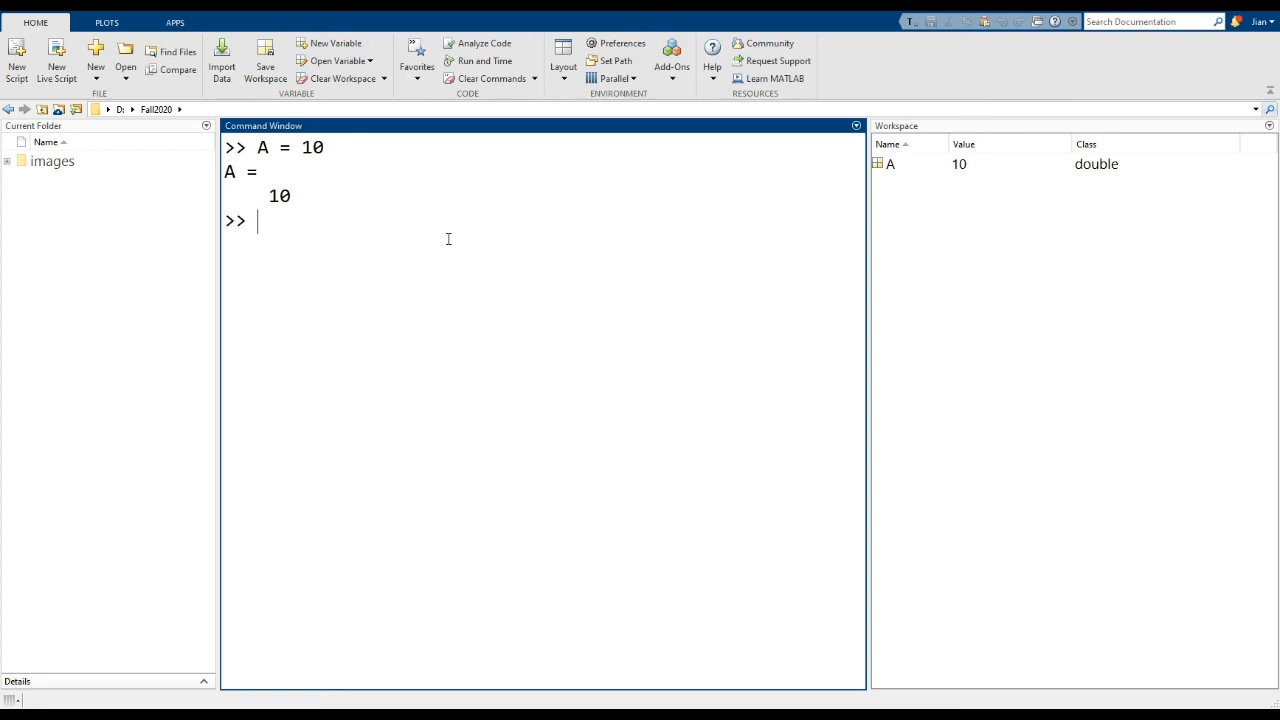 HOME PLOTS APPS
Search Documentation Jian
New Script
New Live Script
New
Open
Find Files
Compare
FILE
Import Data
Save Workspace
New Variable
Open Variable
Clear Workspace
VARIABLE
Favorites
Analyze Code
Run and Time
Clear Commands
CODE
Layout
Preferences
Set Path
Parallel
Add-Ons
ENVIRONMENT
Help
Community
Request Support
Learn MATLAB
RESOURCES
D: Fall2020
Current Folder
Name
images
Details
Command Window
>> A = 10
A =
10
>>
Workspace
Name Value Class
A 10 double